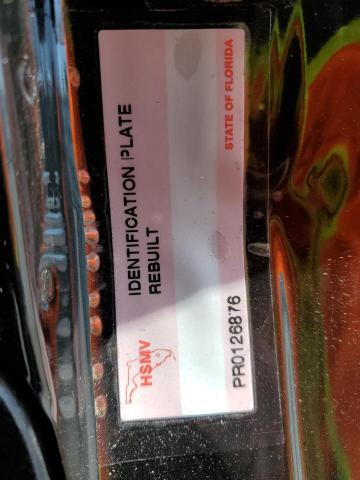 HSMV
IDENTIFICATION PLATE
REBUILT
PR0126876
STATE OF FLORIDA